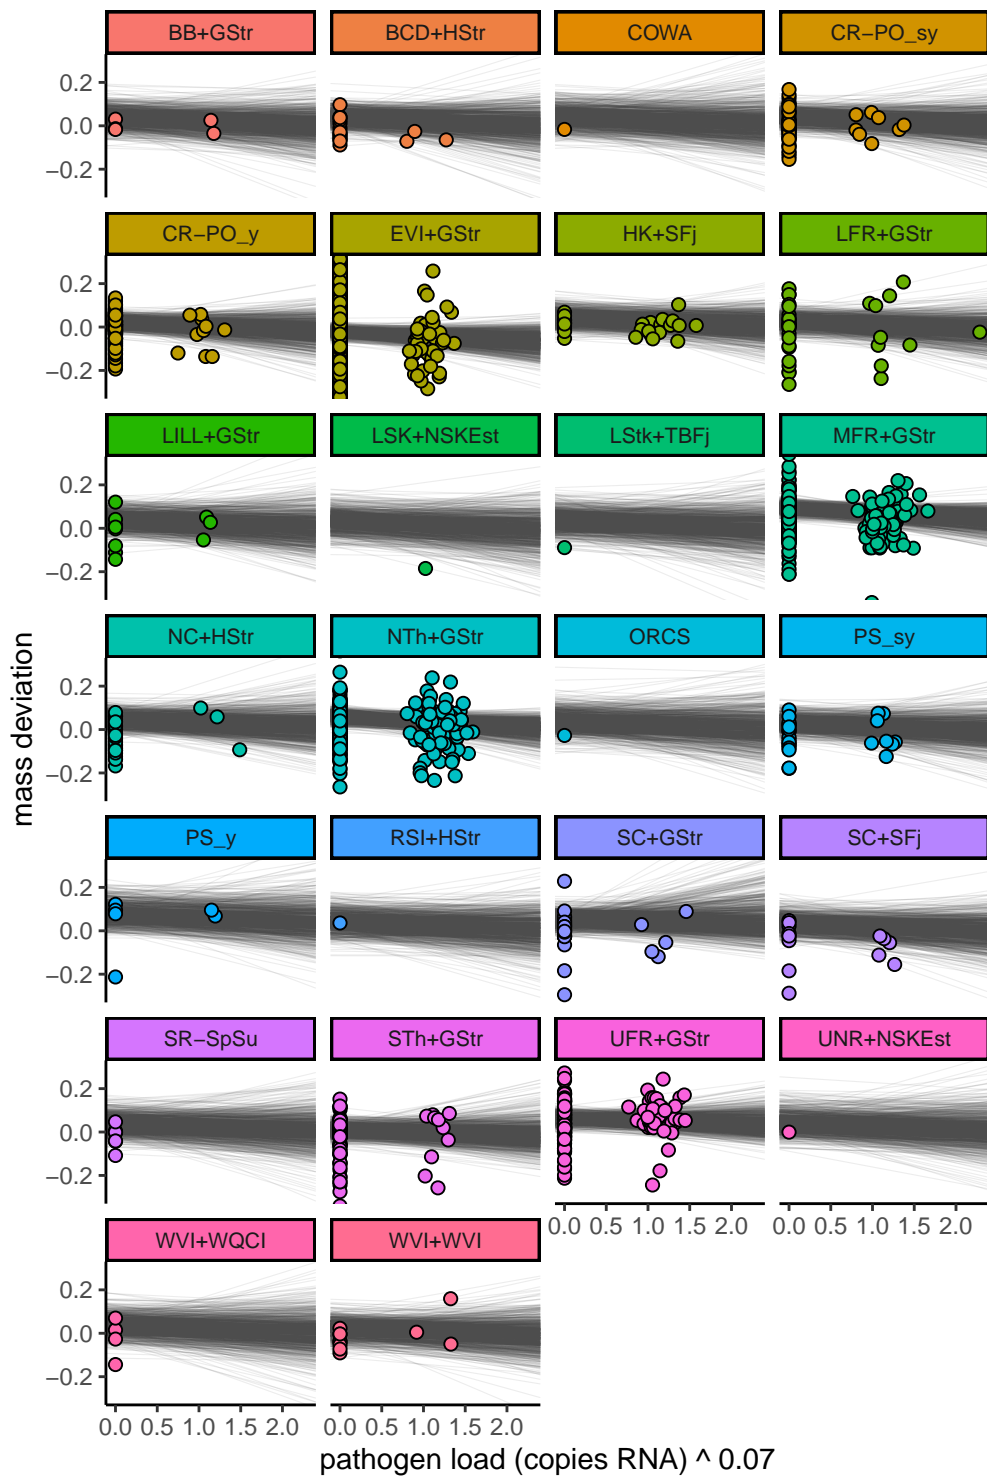 BB+GStr BCD+HStr COWA CR−PO_sy
0.2
0.0
−0.2
CR−PO_y EVI+GStr HK+SFj LFR+GStr
0.2
0.0
−0.2
LILL+GStr LSK+NSKEst LStk+TBFj MFR+GStr
0.2
0.0
−0.2
NC+HStr NTh+GStr ORCS PS_sy
0.2
0.0
−0.2
mass deviation
PS_y RSI+HStr SC+GStr SC+SFj
0.2
0.0
−0.2
SR−SpSu STh+GStr UFR+GStr UNR+NSKEst
0.2
0.0
−0.2
0.0 0.5 1.0 1.5 2.0 0.0 0.5 1.0 1.5 2.0
WVI+WQCI WVI+WVI
0.2
0.0
−0.2
0.0 0.5 1.0 1.5 2.0 0.0 0.5 1.0 1.5 2.0
pathogen load (copies RNA) ^ 0.07